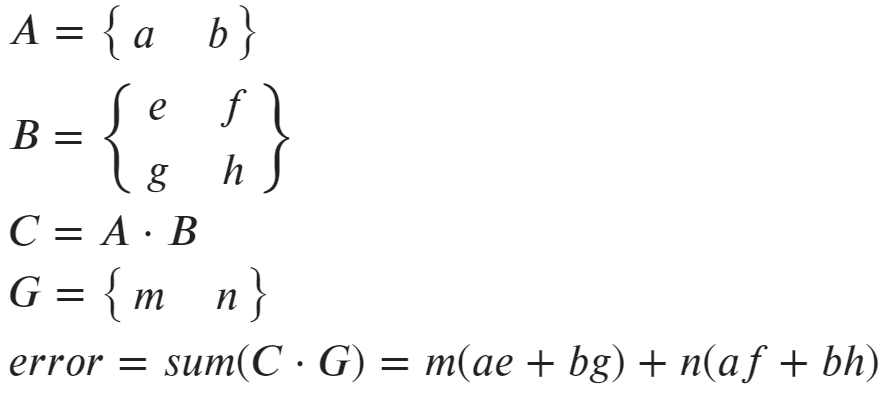 A = { a b }
B = { e f
g h }
C = A · B
G = { m n }
error = sum(C · G) = m(ae + bg) + n(af + bh)